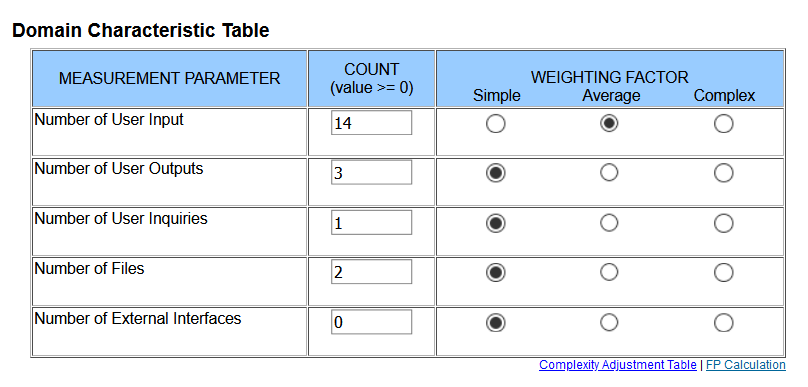 Domain Characteristic Table
MEASUREMENT PARAMETER
COUNT
(value >= 0)
WEIGHTING FACTOR
Simple Average Complex
Number of User Input 14
Number of User Outputs 3
Number of User Inquiries 1
Number of Files 2
Number of External Interfaces 0
Complexity Adjustment Table | FP Calculation